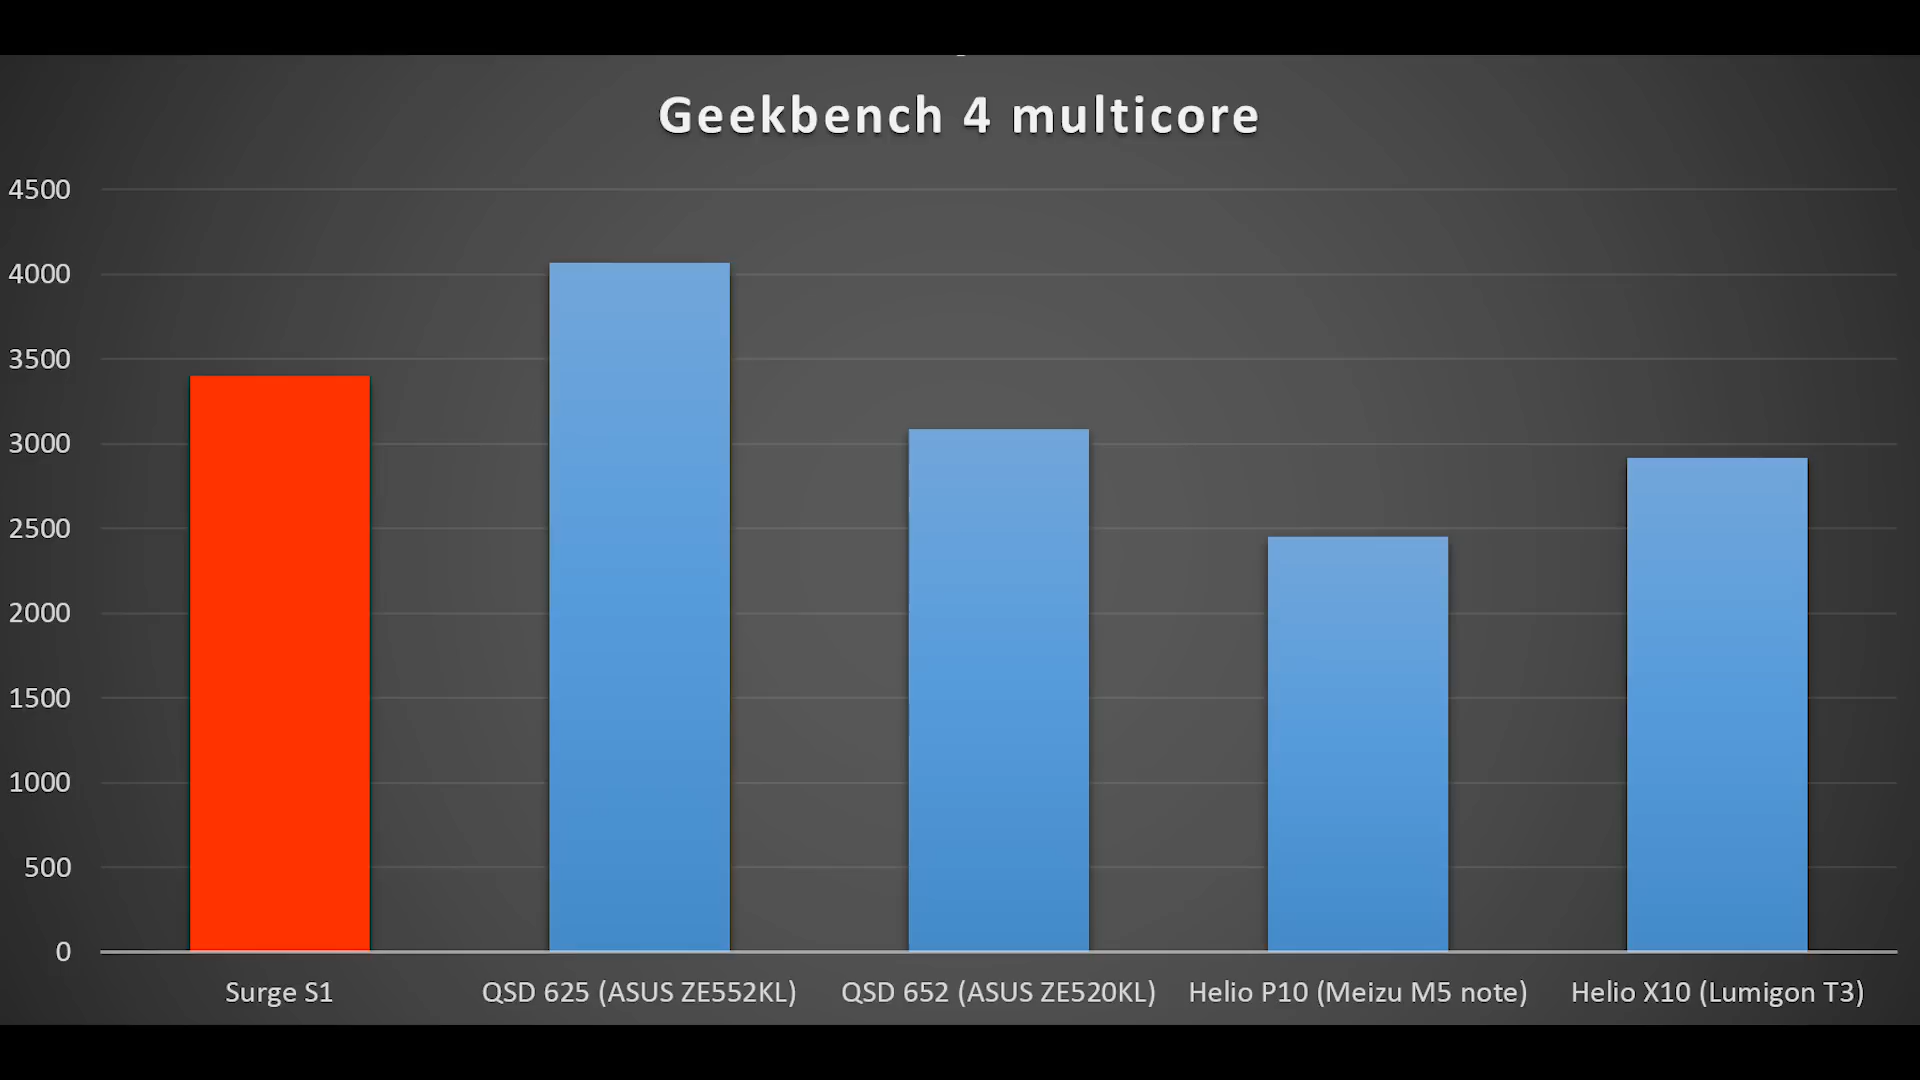 Geekbench 4 multicore
4500
4000
3500
3000
2500
2000
1500
1000
500
0
Surge S1
QSD 625 (ASUS ZE552KL)
QSD 652 (ASUS ZE520KL)
Helio P10 (Meizu M5 note)
Helio X10 (Lumigon T3)